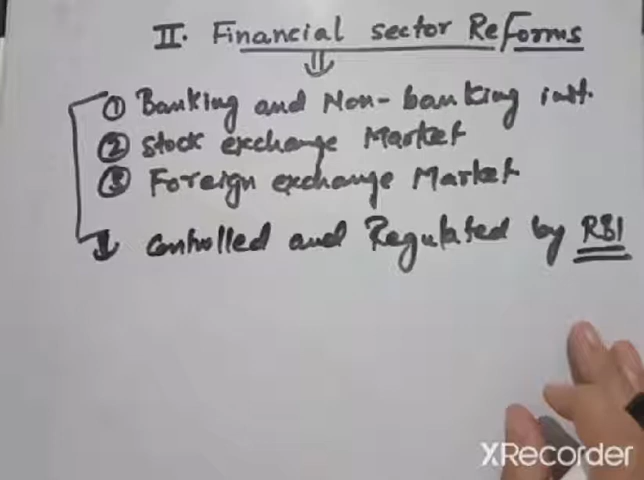 II. Financial sector Reforms
① Banking and Non-banking inst.
② Stock exchange Market
③ Foreign exchange Market
Controlled and Regulated by RBI
XRecorder